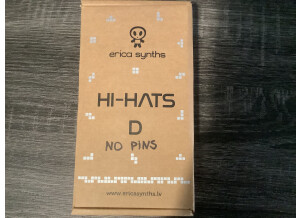 erica synths
HI-HATS
D
NO PINS
www.ericasynths.lv